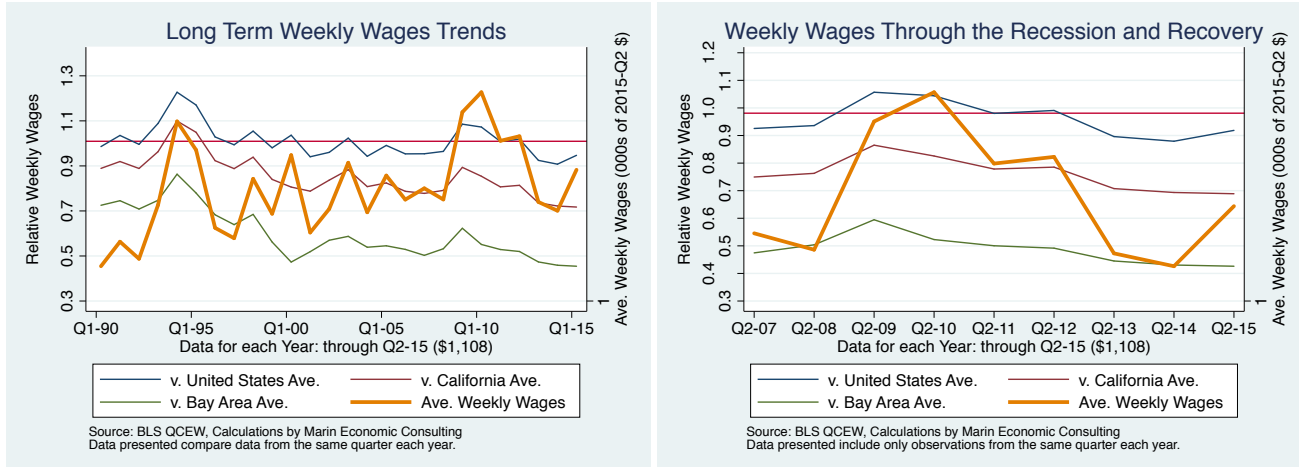 Long Term Weekly Wages Trends
Relative Weekly Wages
1.3
1.1
0.9
0.7
0.5
0.3
1
Ave. Weekly Wages (000s of 2015-Q2 $)
Q1-90 Q1-95 Q1-00 Q1-05 Q1-10 Q1-15
Data for each Year: through Q2-15 ($1,108)
v. United States Ave. v. California Ave.
v. Bay Area Ave. Ave. Weekly Wages
Source: BLS QCEW, Calculations by Marin Economic Consulting
Data presented compare data from the same quarter each year.
Weekly Wages Through the Recession and Recovery
Relative Weekly Wages
1.2
1.1
1.0
0.9
0.8
0.7
0.6
0.5
0.4
0.3
1
Ave. Weekly Wages (000s of 2015-Q2 $)
Q2-07 Q2-08 Q2-09 Q2-10 Q2-11 Q2-12 Q2-13 Q2-14 Q2-15
Data for each Year: through Q2-15 ($1,108)
v. United States Ave. v. California Ave.
v. Bay Area Ave. Ave. Weekly Wages
Source: BLS QCEW, Calculations by Marin Economic Consulting
Data presented include only observations from the same quarter each year.